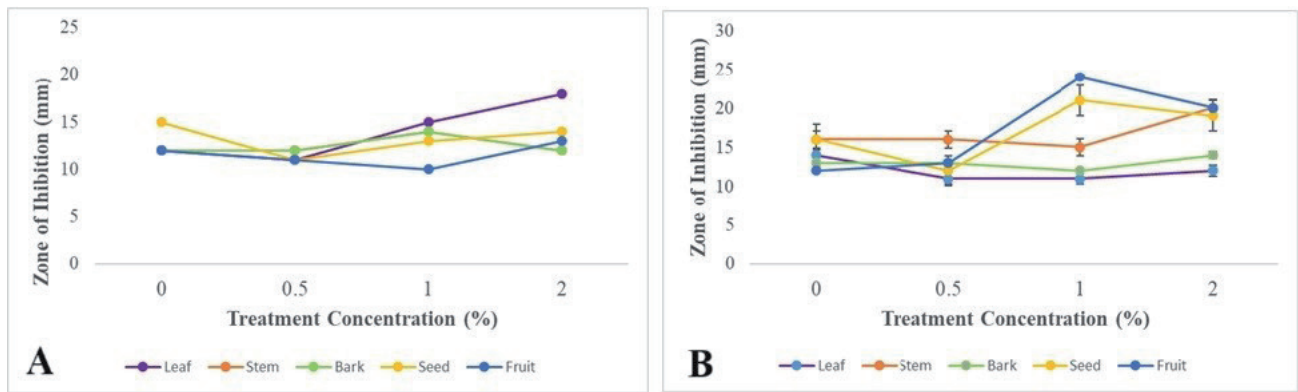 25
20
15
10
5
0
Zone of Ihibition (mm)
0 0.5 1 2
Treatment Concentration (%)
A
Leaf Stem Bark Seed Fruit
30
25
20
15
10
5
0
Zone of Inhibition (mm)
0 0.5 1 2
Treatment Concentration (%)
B
Leaf Stem Bark Seed Fruit